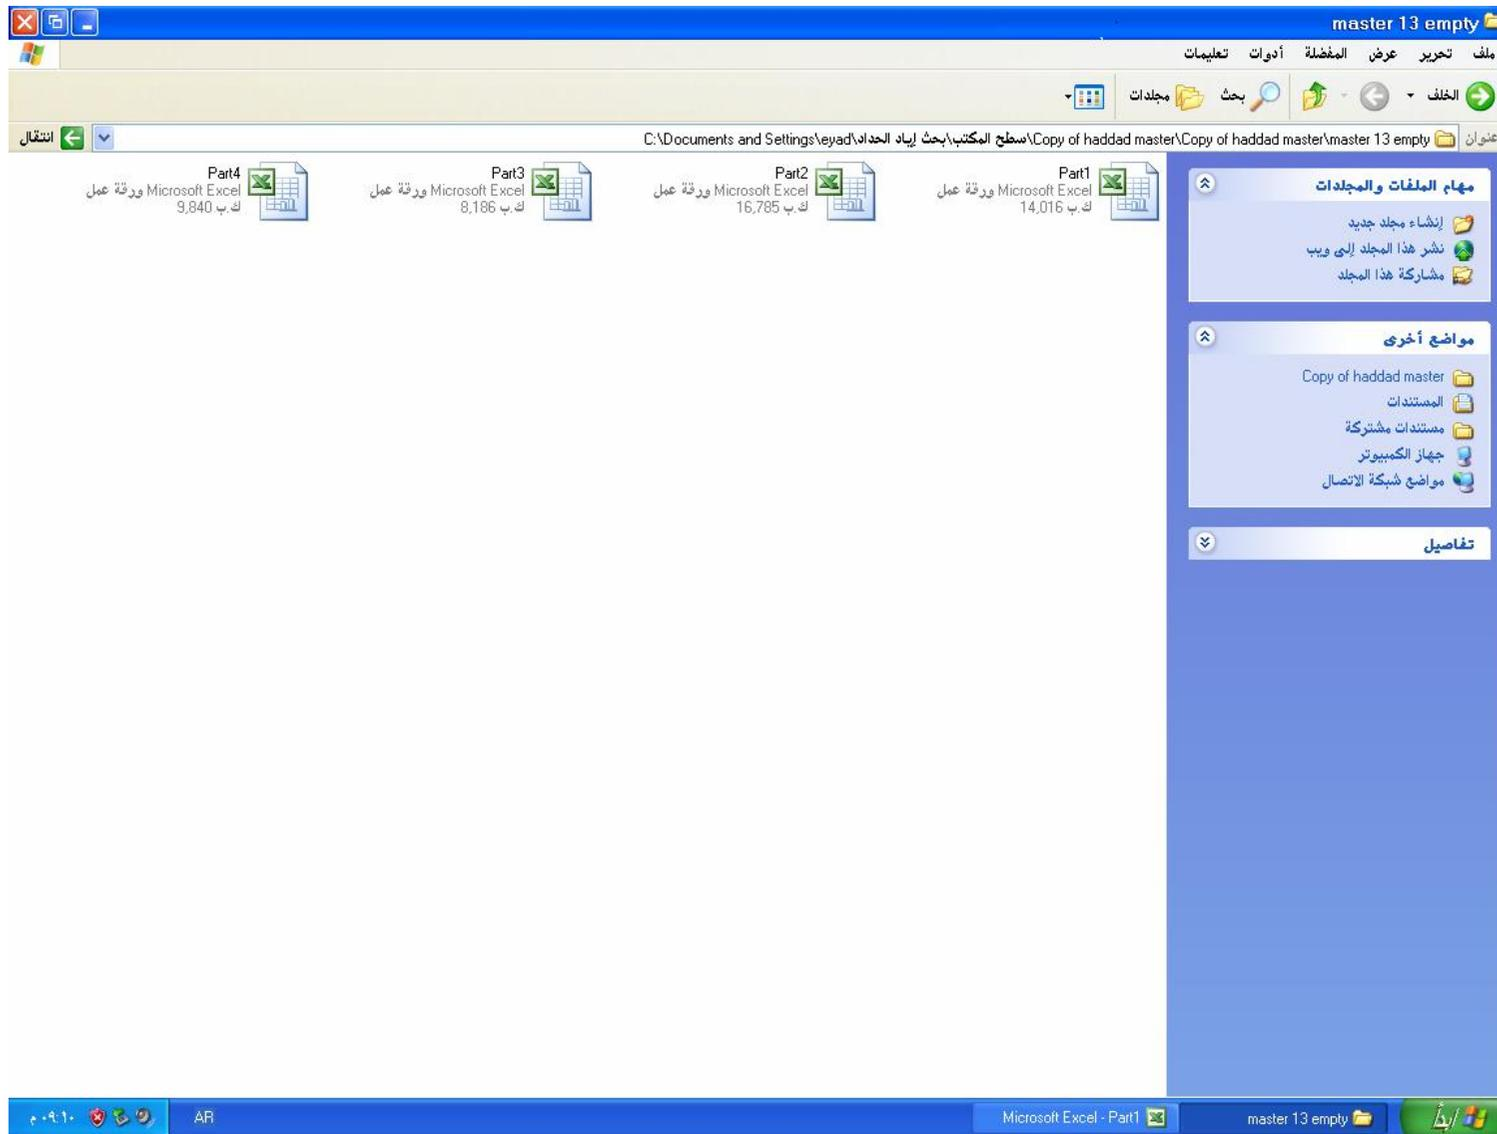 master 13 empty
ملف تحرير عرض المفضلة أدوات تعليمات
الخلف بحث مجلدات
عنوان C:\Documents and Settings\eyad\سطح المكتب\بحث إياد الحداد\Copy of haddad master\Copy of haddad master\master 13 empty انتقال
مهام الملفات والمجلدات
إنشاء مجلد جديد
نشر هذا المجلد إلى ويب
مشاركة هذا المجلد
مواضع أخرى
Copy of haddad master
المستندات
مستندات مشتركة
جهاز الكمبيوتر
مواضع شبكة الاتصال
تفاصيل
Part1
ورقة عمل Microsoft Excel
14,016 ك.ب
Part2
ورقة عمل Microsoft Excel
16,785 ك.ب
Part3
ورقة عمل Microsoft Excel
8,186 ك.ب
Part4
ورقة عمل Microsoft Excel
9,840 ك.ب
ابدأ master 13 empty Microsoft Excel - Part1 AR ٠٩:١٠ م